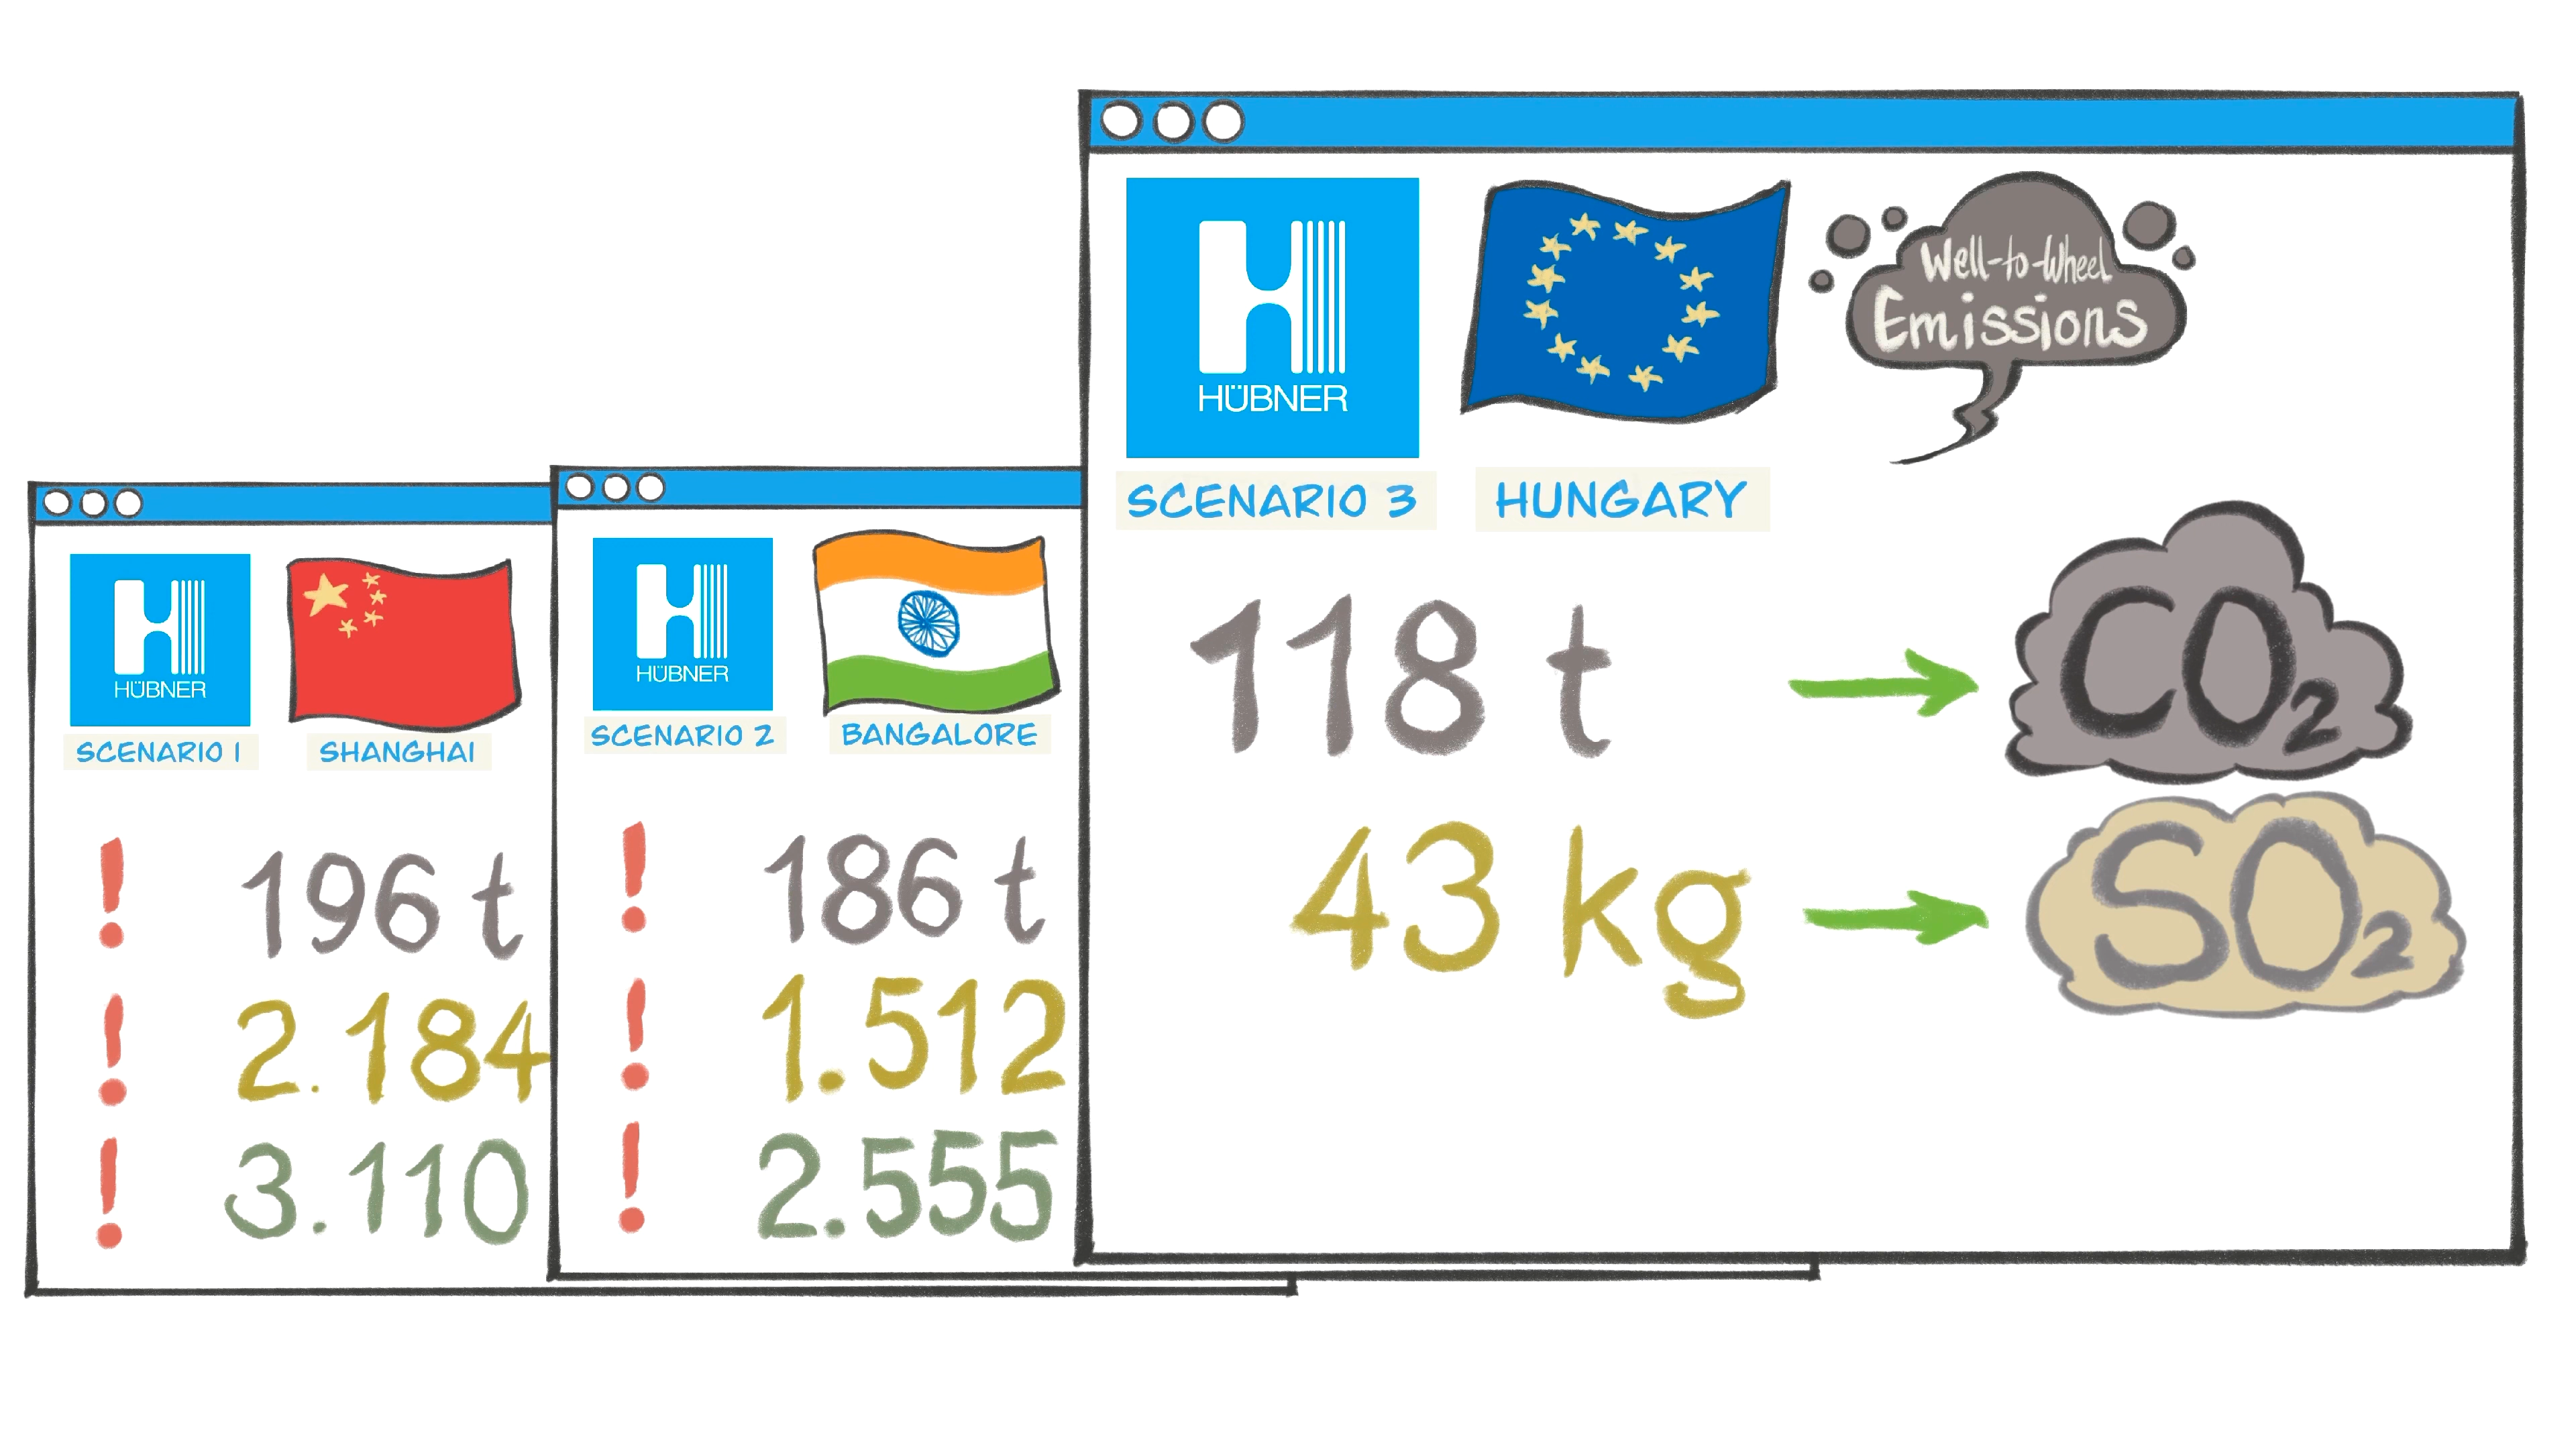 HÜBNER
SCENARIO 1
SHANGHAI
!
196 t
!
2.184
!
3.110
HÜBNER
SCENARIO 2
BANGALORE
!
186 t
!
1.512
!
2.555
HÜBNER
SCENARIO 3
HUNGARY
Well-to-Wheel
Emissions
118 t
CO₂
43 kg
SO₂